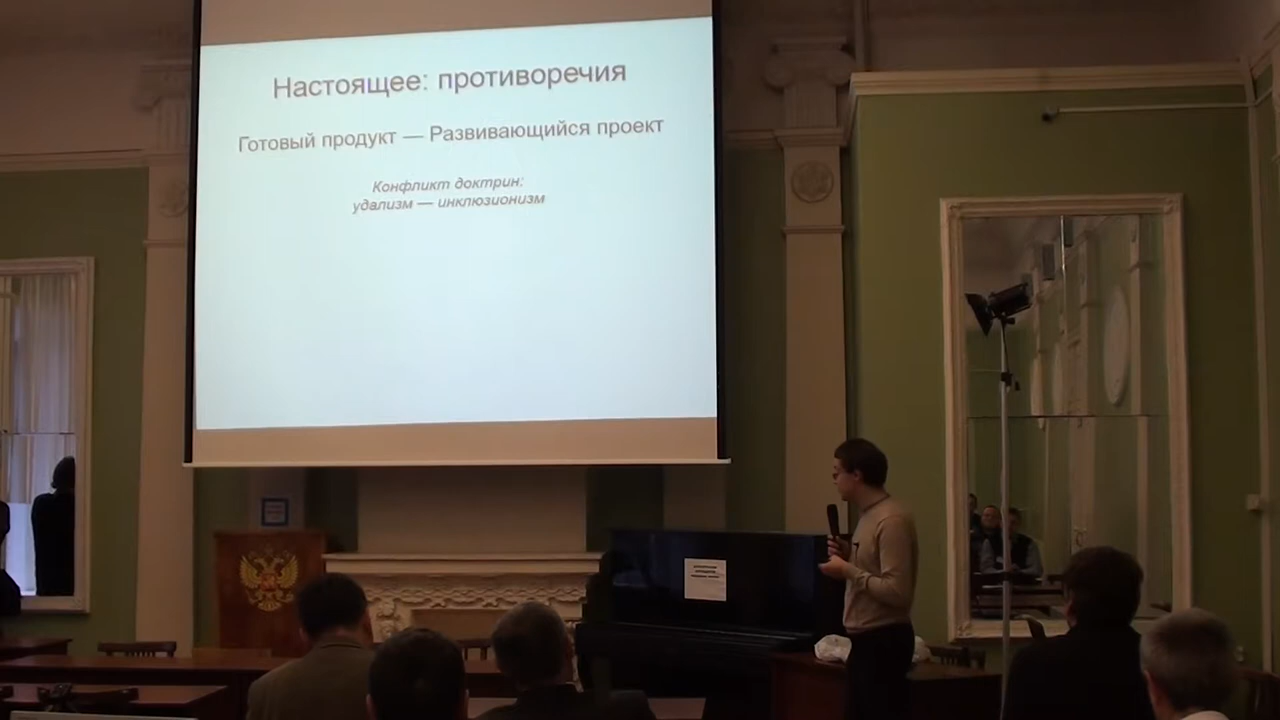 Настоящее: противоречия
Готовый продукт — Развивающийся проект
Конфликт доктрин:
удализм — инклюзионизм